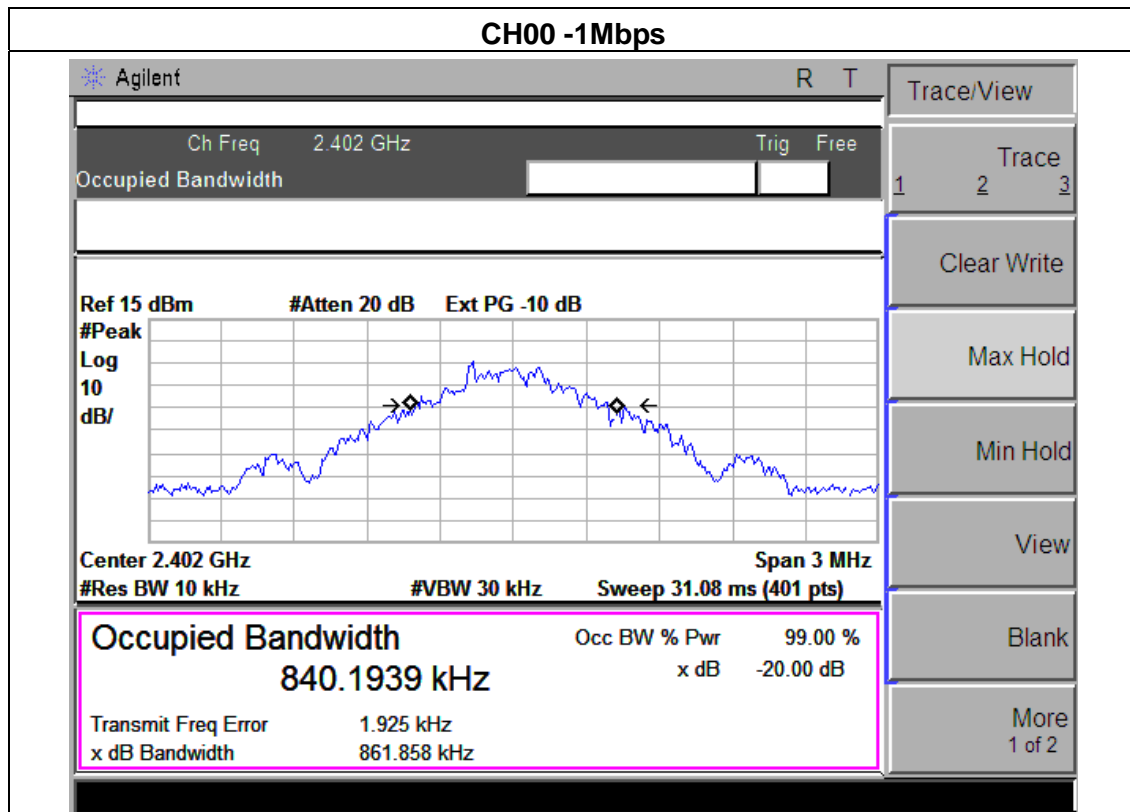 CH00 -1Mbps
Agilent R T
Ch Freq 2.402 GHz Trig Free
Occupied Bandwidth
Ref 15 dBm #Atten 20 dB Ext PG -10 dB
#Peak
Log
10
dB/
Center 2.402 GHz Span 3 MHz
#Res BW 10 kHz #VBW 30 kHz Sweep 31.08 ms (401 pts)
Occupied Bandwidth Occ BW % Pwr 99.00 %
840.1939 kHz x dB -20.00 dB
Transmit Freq Error 1.925 kHz
x dB Bandwidth 861.858 kHz
Trace/View
Trace
1 2 3
Clear Write
Max Hold
Min Hold
View
Blank
More
1 of 2